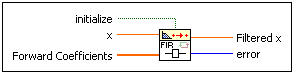 initialize
x
Forward Coefficients
FIR
Filtered x
error